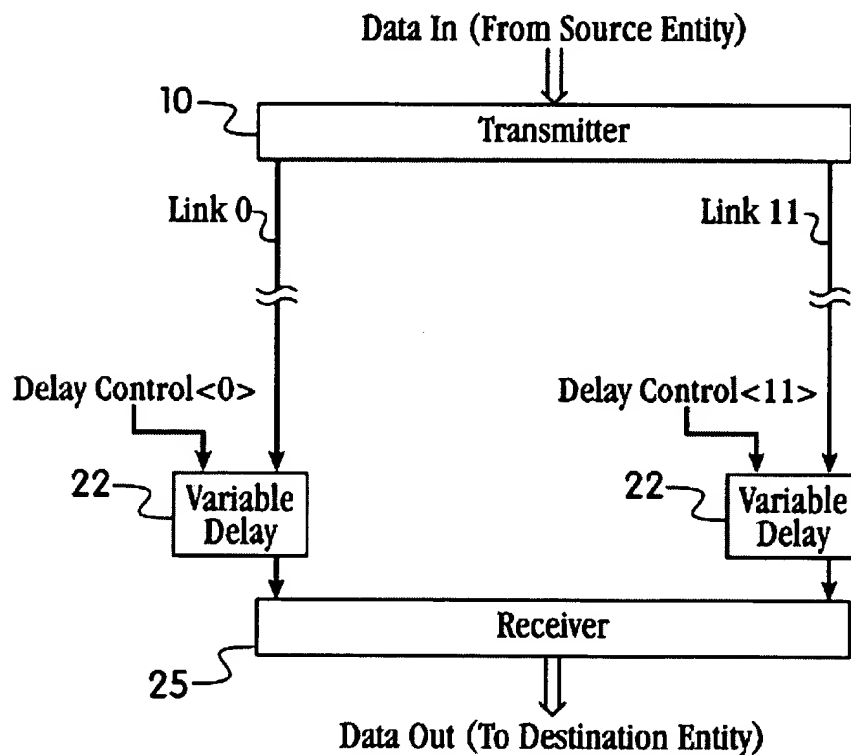 Data In (From Source Entity)
10
Transmitter
Link 0
Link 11
Delay Control<0>
Delay Control<11>
22
Variable
Delay
22
Variable
Delay
Receiver
25
Data Out (To Destination Entity)